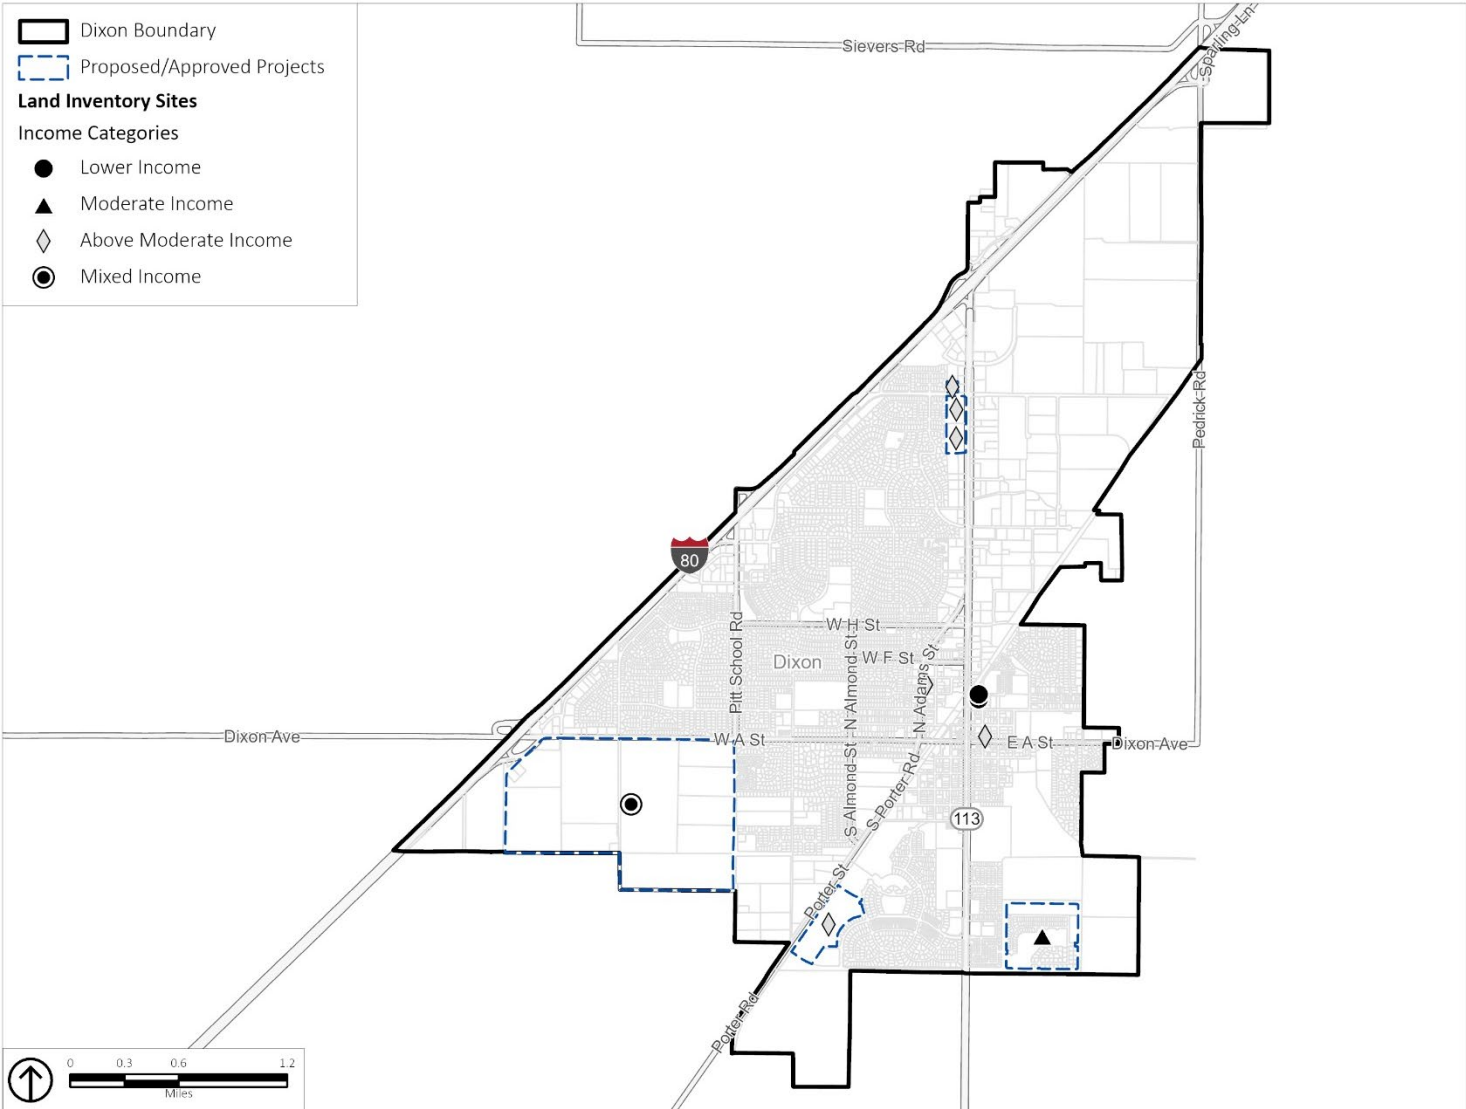 Dixon Boundary
Proposed/Approved Projects
Land Inventory Sites
Income Categories
Lower Income
Moderate Income
Above Moderate Income
Mixed Income
Sievers Rd
Sparling Ln
Pedrick Rd
80
Pitt School Rd
W H St
Dixon
W F St
N Almond St
N Adams St
Dixon Ave
W A St
E A St
Dixon Ave
S Almond St
S Porter Rd
113
Porter St
Porter Rd
0 0.3 0.6 1.2
Miles